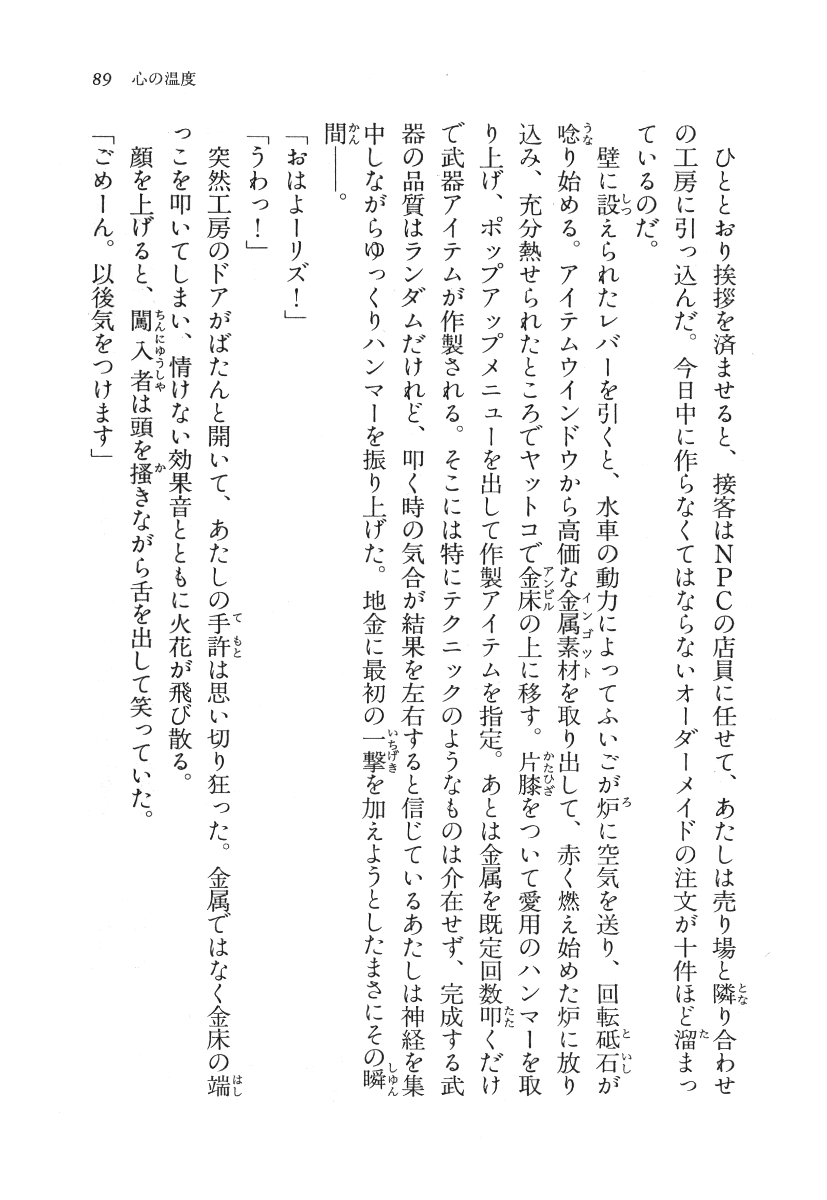 89 心の温度
ひととおり挨拶を済ませると、接客はNPCの店員に任せて、あたしは売り場と隣り合わせ
の工房に引っ込んだ。今日中に作らなくてはならないオーダーメイドの注文が十件ほど溜まっ
ているのだ。
壁に設えられたレバーを引くと、水車の動力によってふいごが炉に空気を送り、回転砥石が
唸り始める。アイテムウインドウから高価な金属素材を取り出して、赤く燃え始めた炉に放り
込み、充分熱せられたところでヤットコで金床の上に移す。片膝をついて愛用のハンマーを取
り上げ、ポップアップメニューを出して作製アイテムを指定。あとは金属を既定回数叩くだけ
で武器アイテムが作製される。そこには特にテクニックのようなものは介在せず、完成する武
器の品質はランダムだけれど、叩く時の気合が結果を左右すると信じているあたしは神経を集
中しながらゆっくりハンマーを振り上げた。地金に最初の一撃を加えようとしたまさにその瞬
間――。
「おはよーリズ！」
「うわっ！」
突然工房のドアがばたんと開いて、あたしの手許は思い切り狂った。金属ではなく金床の端
っこを叩いてしまい、情けない効果音とともに火花が飛び散る。
顔を上げると、闖入者は頭を掻きながら舌を出して笑っていた。
「ごめーん。以後気をつけます」